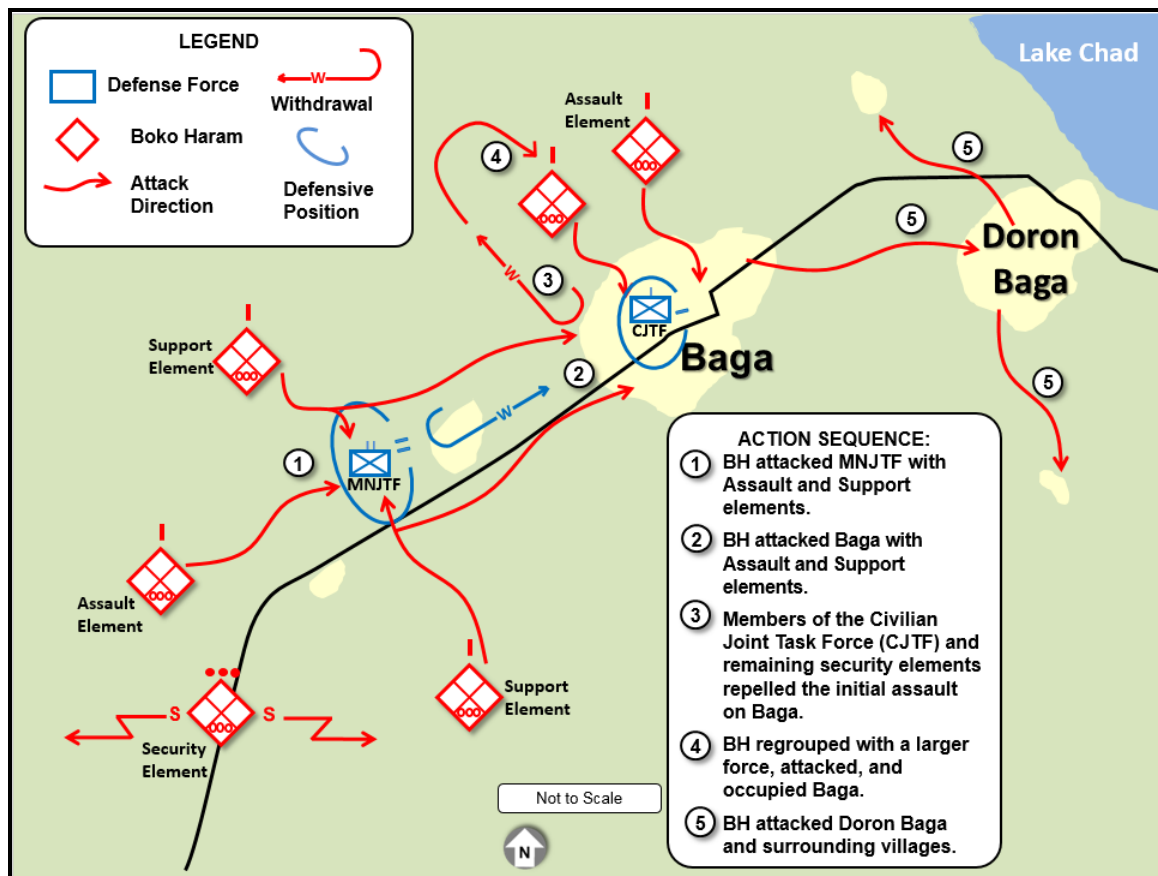 LEGEND
Defense Force
W
Withdrawal
Boko Haram
Attack
Direction
Defensive
Position
Lake Chad
Assault
Element
4
5
5
Doron
Baga
W
3
CJTF
Baga
Support
Element
2
W
5
1
MNJTF
Assault
Element
S
S
Security
Element
Support
Element
Not to Scale
N
ACTION SEQUENCE:
1 BH attacked MNJTF with
Assault and Support
elements.
2 BH attacked Baga with
Assault and Support
elements.
3 Members of the Civilian
Joint Task Force (CJTF) and
remaining security elements
repelled the initial assault
on Baga.
4 BH regrouped with a larger
force, attacked, and
occupied Baga.
5 BH attacked Doron Baga
and surrounding villages.